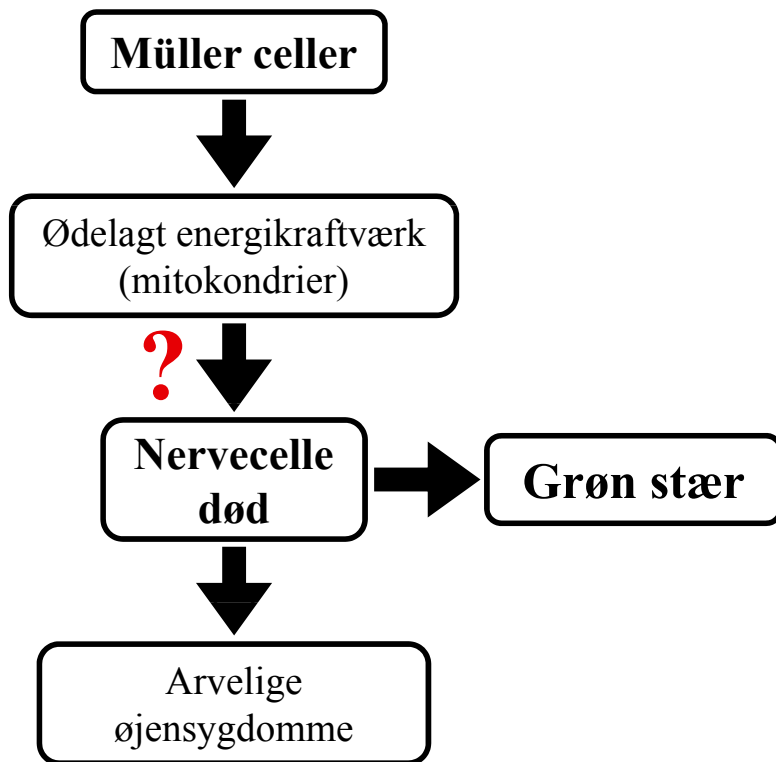 Müller celler
Ødelagt energikraftværk
(mitokondrier)
?
Nervecelle
død
Grøn stær
Arvelige
øjensygdomme